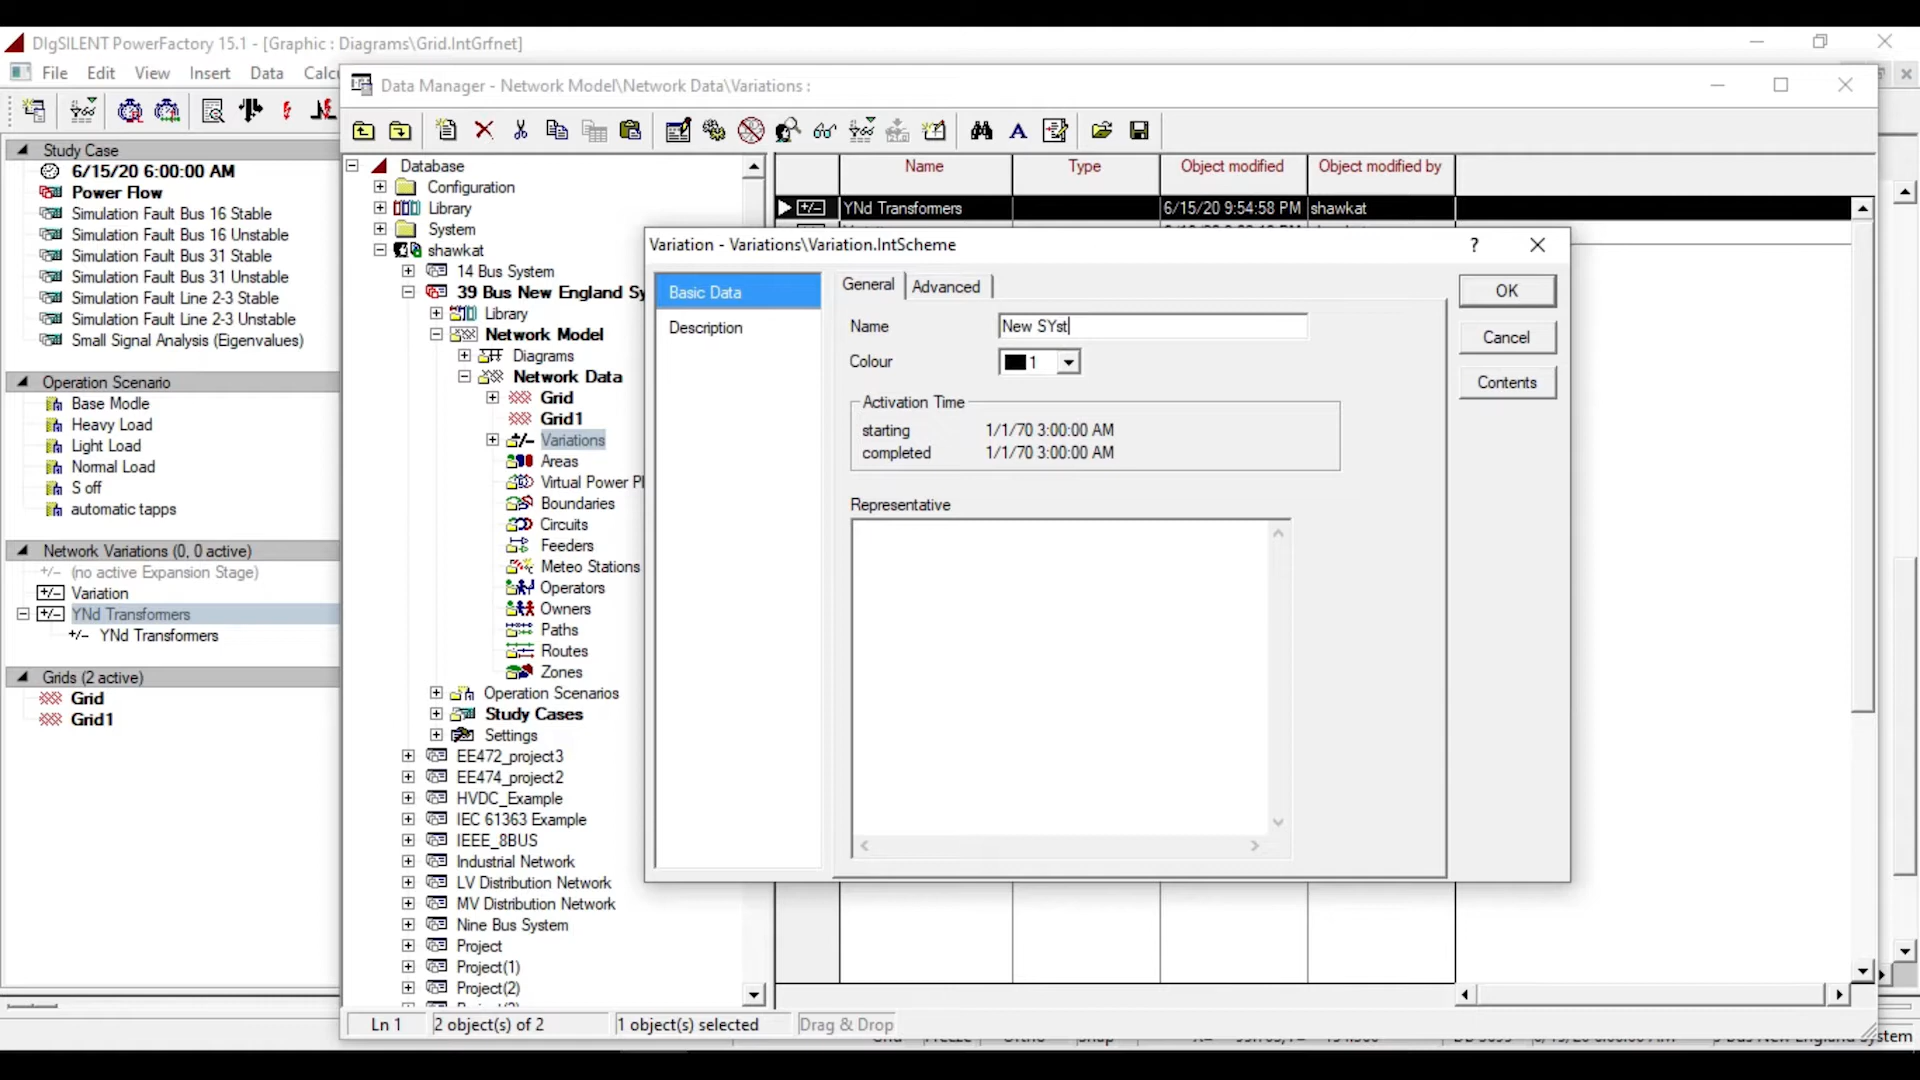 DIgSILENT PowerFactory 15.1 - [Graphic : Diagrams\Grid.IntGrfnet]
File Edit View Insert Data Calcu
Data Manager - Network Model\Network Data\Variations :
Study Case
6/15/20 6:00:00 AM
Power Flow
Simulation Fault Bus 16 Stable
Simulation Fault Bus 16 Unstable
Simulation Fault Bus 31 Stable
Simulation Fault Bus 31 Unstable
Simulation Fault Line 2-3 Stable
Simulation Fault Line 2-3 Unstable
Small Signal Analysis (Eigenvalues)
Operation Scenario
Base Modle
Heavy Load
Light Load
Normal Load
S off
automatic tapps
Network Variations (0, 0 active)
(no active Expansion Stage)
Variation
YNd Transformers
YNd Transformers
Grids (2 active)
Grid
Grid1
Database
Configuration
Library
System
shawkat
14 Bus System
39 Bus New England Sy
Library
Network Model
Diagrams
Network Data
Grid
Grid1
Variations
Areas
Virtual Power Pl
Boundaries
Circuits
Feeders
Meteo Stations
Operators
Owners
Paths
Routes
Zones
Operation Scenarios
Study Cases
Settings
EE472_project3
EE474_project2
HVDC_Example
IEC 61363 Example
IEEE_8BUS
Industrial Network
LV Distribution Network
MV Distribution Network
Nine Bus System
Project
Project(1)
Project(2)
Name Type Object modified Object modified by
YNd Transformers 6/15/20 9:54:58 PM shawkat
Variation - Variations\Variation.IntScheme
?
Basic Data
Description
General Advanced
Name New SYst
Colour 1
Activation Time
starting 1/1/70 3:00:00 AM
completed 1/1/70 3:00:00 AM
Representative
OK
Cancel
Contents
Ln 1 2 object(s) of 2 1 object(s) selected Drag & Drop